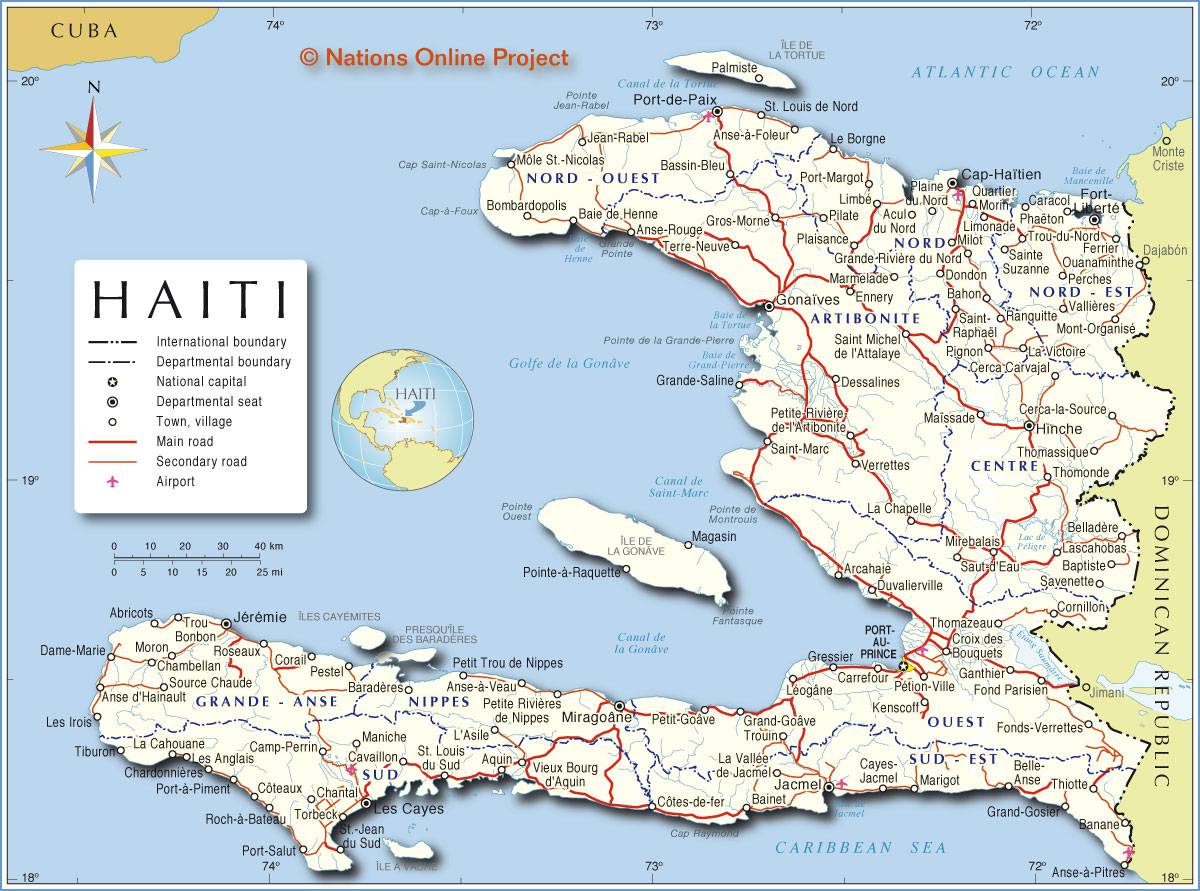 74°
73°
72°
CUBA
© Nations Online Project
ÎLE DE
LA TORTUE
Palmiste
ATLANTIC OCEAN
20°
20°
N
Canal de la Tortue
Pointe
Jean-Rabel
Port-de-Paix
St. Louis de Nord
Jean-Rabel
Anse-à-Foleur
Le Borgne
Monte
Criste
Cap Saint-Nicolas
Môle St.-Nicolas
Bassin-Bleu
NORD - OUEST
Port-Margot
Plaine
du Nord
Cap-Haïtien
Quartier
Morin
Baie de
Mancenille
Fort-
Liberté
Caracol
Limbé
Acul
du Nord
Limonade
Phaëton
Cap-à-Foux
Bombardopolis
Baie de Henne
Gros-Morne
Pilate
Anse-Rouge
Terre-Neuve
Plaisance
NORD
Milot
Trou-du-Nord
Ferrier
Dajabón
Baie
de
Henne
Grande
Pointe
Grande Rivière du Nord
Sainte
Suzanne
Ouanaminthe
Marmelade
Dondon
Perches
Ennery
Bahon
NORD - EST
Gonaïves
Vallières
ARTIBONITE
Saint-
Raphaël
Ranguitte
Mont-Organisé
Baie de
la Tortue
Pointe de la Grande-Pierre
Baie de
Grand-Pierre
Saint Michel
de l'Attalaye
Pignon
La Victoire
Cerca Carvajal
Golfe de la Gonâve
Grande-Saline
Dessalines
HAITI
International boundary
Departmental boundary
National capital
Departmental seat
Town, village
Main road
Secondary road
Airport
HAITI
Petite-Rivière
de-l'Artibonite
Maïssade
Cerca-la-Source
Hinche
Saint-Marc
Thomassique
Verrettes
CENTRE
Thomonde
19°
19°
Canal de
Saint-Marc
Pointe
Ouest
Pointe de
Montrouis
La Chapelle
Magasin
ÎLE DE
LA GONÂVE
Mirebalais
Lac de
Péligre
Belladère
Lascahobas
Saut-d'Eau
Baptiste
Savenette
Pointe-à-Raquette
Arcahaie
Duvalierville
DOMINICAN REPUBLIC
0 10 20 30 40 km
0 5 10 15 20 25 mi
Pointe
Fantasque
Cornillon
Abricots
Trou
Bonbon
Jérémie
ÎLES CAYÉMITES
PRESQU'ÎLE
DES BARADÈRES
Canal de
la Gonâve
PORT-
AU-
PRINCE
Thomazeau
Croix des
Bouquets
Étang Saumâtre
Dame-Marie
Moron
Roseaux
Chambellan
Corail
Pestel
Petit Trou de Nippes
Gressier
Carrefour
Ganthier
Fond Parisien
Jimani
Source Chaude
Anse d'Hainault
Baradères
Anse-à-Veau
Léogâne
Pétion-Ville
GRANDE - ANSE
NIPPES
Petite Rivières
de Nippes
Kenscoff
Les Irois
Miragoâne
Petit-Goâve
Grand-Goâve
OUEST
Fonds-Verrettes
Tiburon
La Cahouane
Les Anglais
Camp-Perrin
Maniche
L'Asile
Trouin
Cavaillon
St. Louis
du Sud
Aquin
Vieux Bourg
d'Aquin
La Vallée
de Jacmel
Cayes-
Jacmel
SUD - EST
Belle-
Anse
Chardonnières
SUD
Marigot
Thiotte
Port-à-Piment
Côteaux
Chantal
Jacmel
Roch-à-Bateau
Torbeck
Les Cayes
Côtes-de-fer
Bainet
Baie de
Jacmel
Grand-Gosier
Banane
St.-Jean
du Sud
Cap Raymond
Port-Salut
ÎLE À VACHE
CARIBBEAN SEA
Anse-à-Pitres
18°
18°
74°
73°
72°